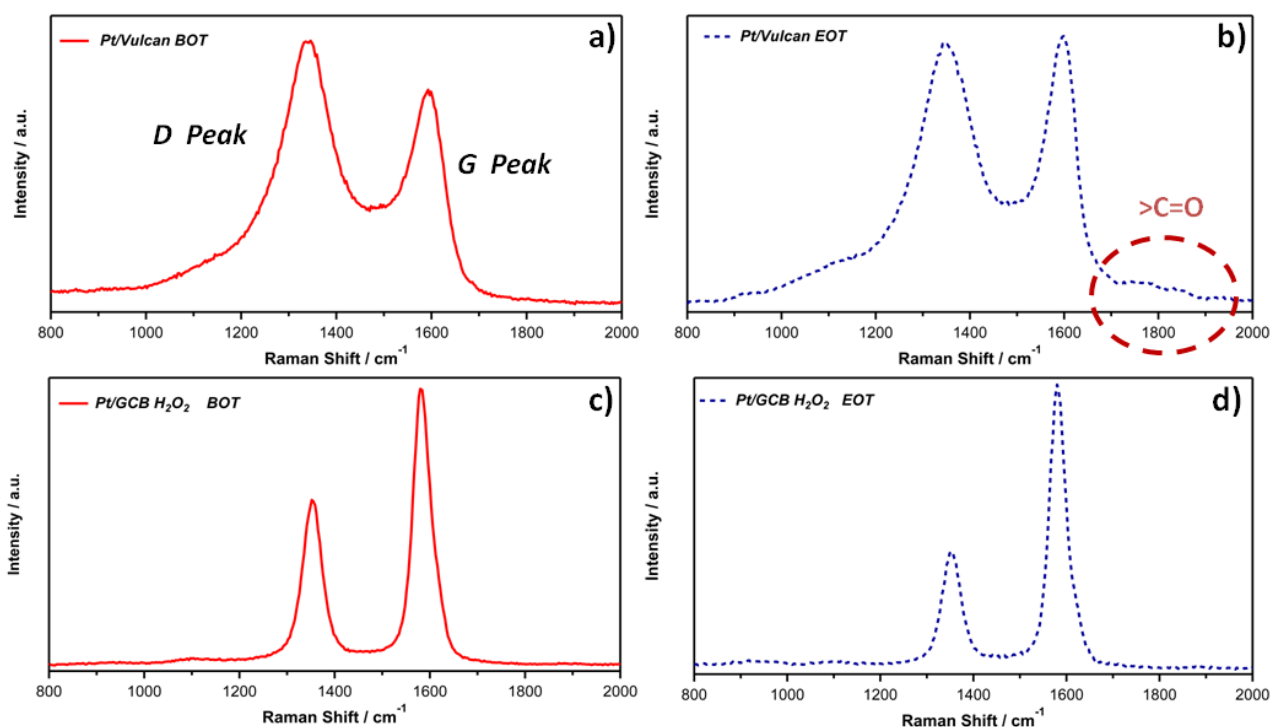 Pt/Vulcan BOT
a)
D Peak
G Peak
Intensity / a.u.
800 1000 1200 1400 1600 1800 2000
Raman Shift / cm⁻¹
Pt/Vulcan EOT
b)
>C=O
Intensity / a.u.
800 1000 1200 1400 1600 1800 2000
Raman Shift / cm⁻¹
Pt/GCB H₂O₂ BOT
c)
Intensity / a.u.
800 1000 1200 1400 1600 1800 2000
Raman Shift / cm⁻¹
Pt/GCB H₂O₂ EOT
d)
Intensity / a.u.
800 1000 1200 1400 1600 1800 2000
Raman Shift / cm⁻¹